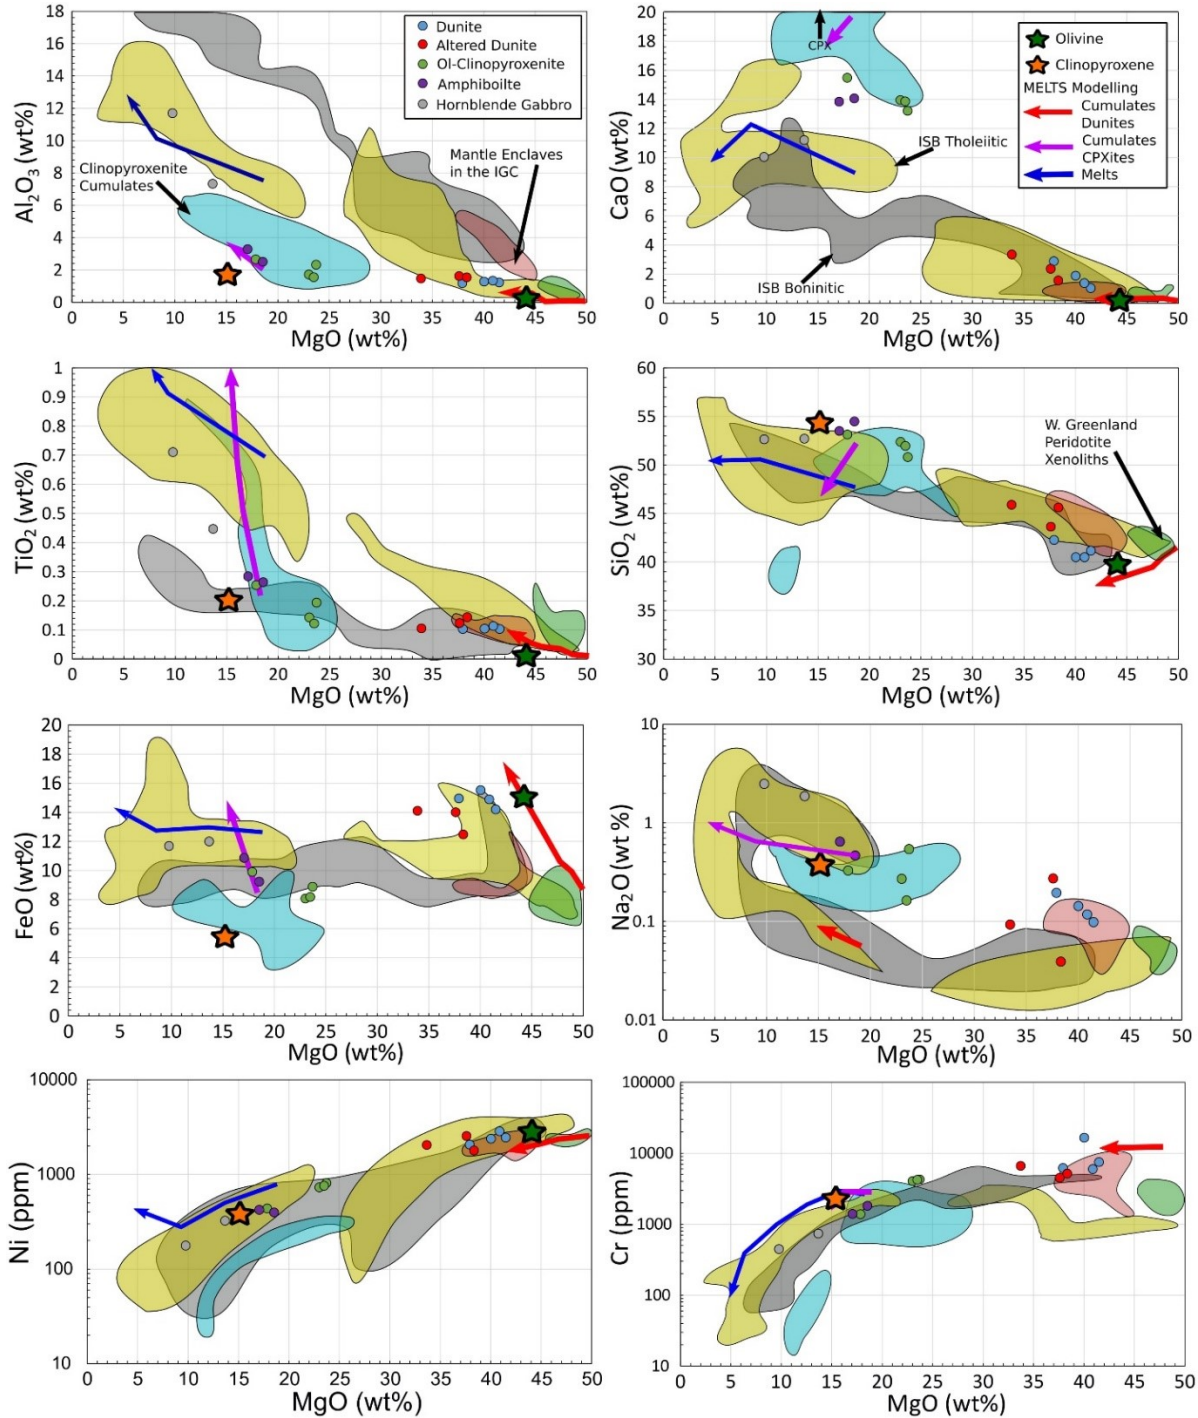 18
16
14
12
10
8
6
4
2
0
Al2O3 (wt%)
Dunite
Altered Dunite
Ol-Clinopyroxenite
Amphiboilte
Hornblende Gabbro
Clinopyroxenite
Cumulates
Mantle Enclaves
in the IGC
0 5 10 15 20 25 30 35 40 45 50
MgO (wt%)
20
18
16
14
12
10
8
6
4
2
0
CaO (wt%)
CPX
Olivine
Clinopyroxene
MELTS Modelling
Cumulates
Dunites
Cumulates
CPXites
Melts
ISB Tholeiitic
ISB Boninitic
0 5 10 15 20 25 30 35 40 45 50
MgO (wt%)
1
0.9
0.8
0.7
0.6
0.5
0.4
0.3
0.2
0.1
0
TiO2 (wt%)
0 5 10 15 20 25 30 35 40 45 50
MgO (wt%)
60
55
50
45
40
35
30
SiO2 (wt%)
W. Greenland
Peridotite
Xenoliths
0 5 10 15 20 25 30 35 40 45 50
MgO (wt%)
20
18
16
14
12
10
8
6
4
2
0
FeO (wt%)
0 5 10 15 20 25 30 35 40 45 50
MgO (wt%)
10
1
0.1
0.01
Na2O (wt %)
0 5 10 15 20 25 30 35 40 45 50
MgO (wt%)
10000
1000
100
10
Ni (ppm)
0 5 10 15 20 25 30 35 40 45 50
MgO (wt%)
100000
10000
1000
100
10
Cr (ppm)
0 5 10 15 20 25 30 35 40 45 50
MgO (wt%)